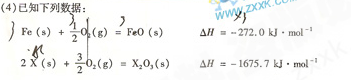 (4)已知下列数据：
Fe (s) + 1/2 O₂(g) = FeO (s)　ΔH = −272.0 kJ·mol⁻¹
2 X (s) + 3/2 O₂(g) = X₂O₃(s)　ΔH = −1675.7 kJ·mol⁻¹